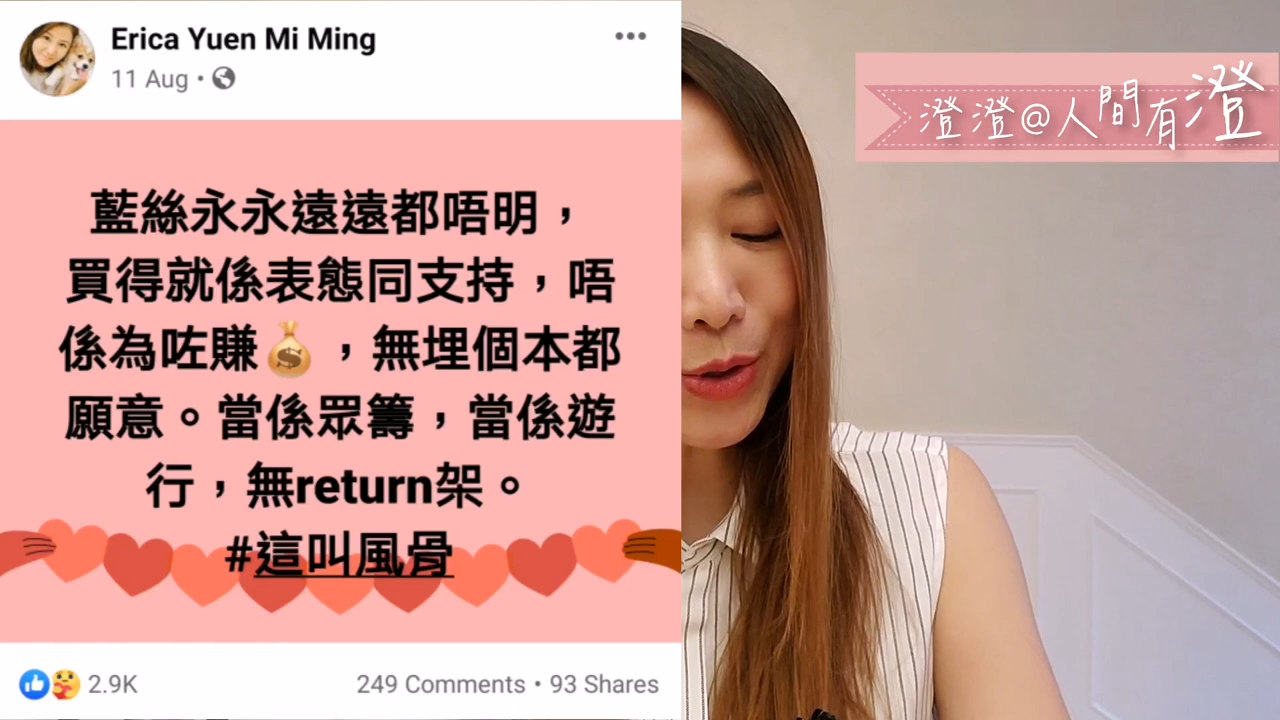 Erica Yuen Mi Ming
11 Aug
藍絲永永遠遠都唔明，
買得就係表態同支持，唔
係為咗賺💰，無埋個本都
願意。當係眾籌，當係遊
行，無return架。
#這叫風骨
2.9K
249 Comments • 93 Shares
澄澄@人間有澄